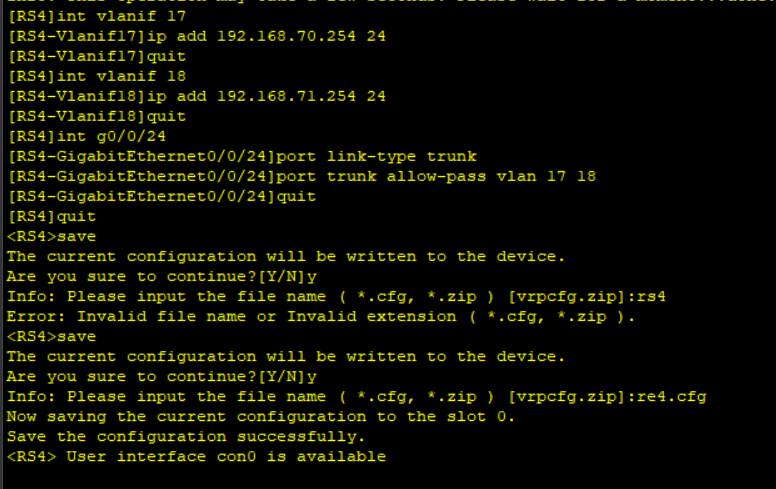 [RS4]int vlanif 17
[RS4-Vlanif17]ip add 192.168.70.254 24
[RS4-Vlanif17]quit
[RS4]int vlanif 18
[RS4-Vlanif18]ip add 192.168.71.254 24
[RS4-Vlanif18]quit
[RS4]int g0/0/24
[RS4-GigabitEthernet0/0/24]port link-type trunk
[RS4-GigabitEthernet0/0/24]port trunk allow-pass vlan 17 18
[RS4-GigabitEthernet0/0/24]quit
[RS4]quit
<RS4>save
The current configuration will be written to the device.
Are you sure to continue?[Y/N]y
Info: Please input the file name ( *.cfg, *.zip ) [vrpcfg.zip]:rs4
Error: Invalid file name or Invalid extension ( *.cfg, *.zip ).
<RS4>save
The current configuration will be written to the device.
Are you sure to continue?[Y/N]y
Info: Please input the file name ( *.cfg, *.zip ) [vrpcfg.zip]:re4.cfg
Now saving the current configuration to the slot 0.
Save the configuration successfully.
<RS4> User interface con0 is available